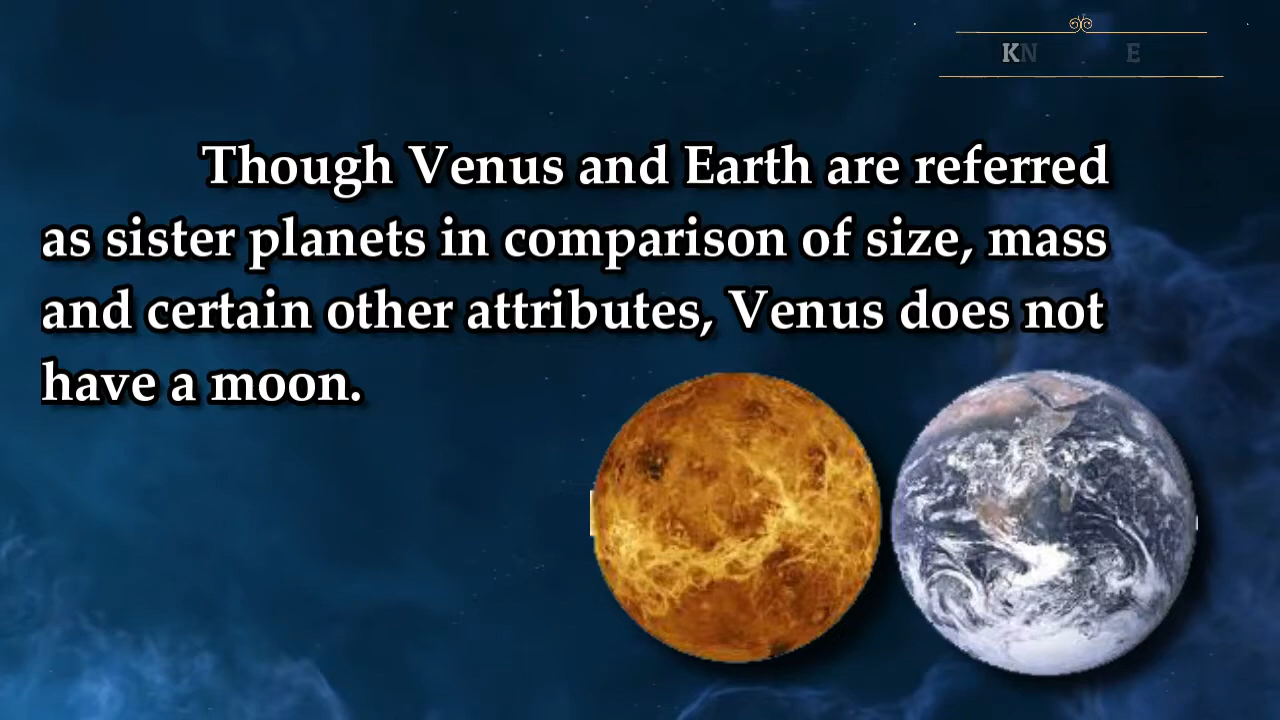 Though Venus and Earth are referred
as sister planets in comparison of size, mass
and certain other attributes, Venus does not
have a moon.